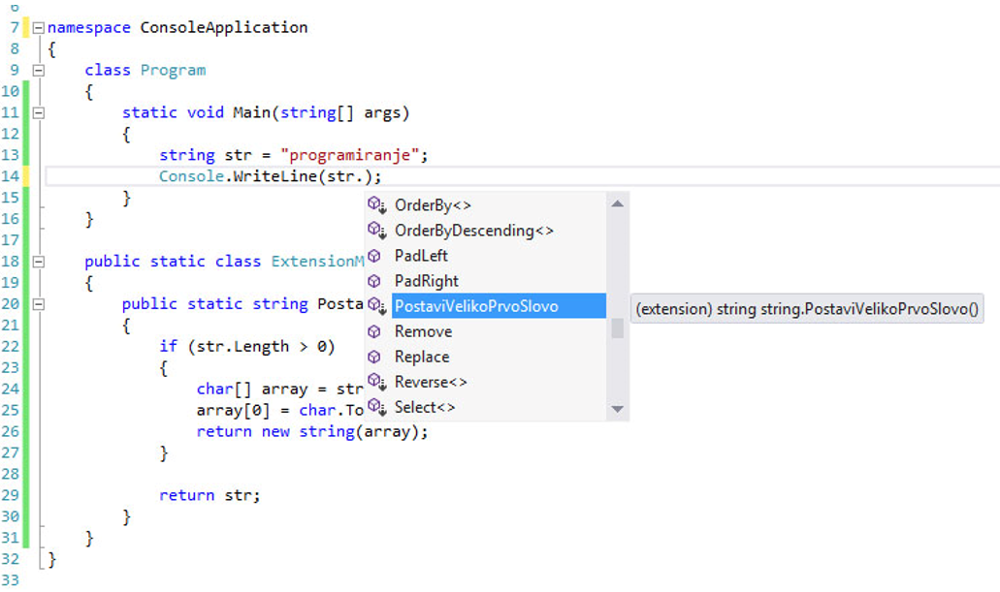 6
7 namespace ConsoleApplication
8 {
9 class Program
10 {
11 static void Main(string[] args)
12 {
13 string str = "programiranje";
14 Console.WriteLine(str.);
15 }
16 }
17
18 public static class ExtensionM
19 {
20 public static string Posta
21 {
22 if (str.Length > 0)
23 {
24 char[] array = str
25 array[0] = char.To
26 return new string(array);
27 }
28
29 return str;
30 }
31 }
32 }
33
OrderBy<>
OrderByDescending<>
PadLeft
PadRight
PostaviVelikoPrvoSlovo
Remove
Replace
Reverse<>
Select<>
(extension) string string.PostaviVelikoPrvoSlovo()